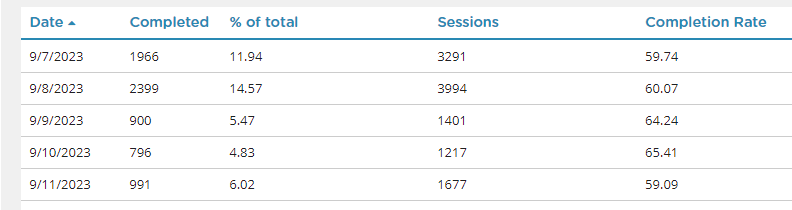 Date Completed % of total Sessions Completion Rate
9/7/2023 1966 11.94 3291 59.74
9/8/2023 2399 14.57 3994 60.07
9/9/2023 900 5.47 1401 64.24
9/10/2023 796 4.83 1217 65.41
9/11/2023 991 6.02 1677 59.09